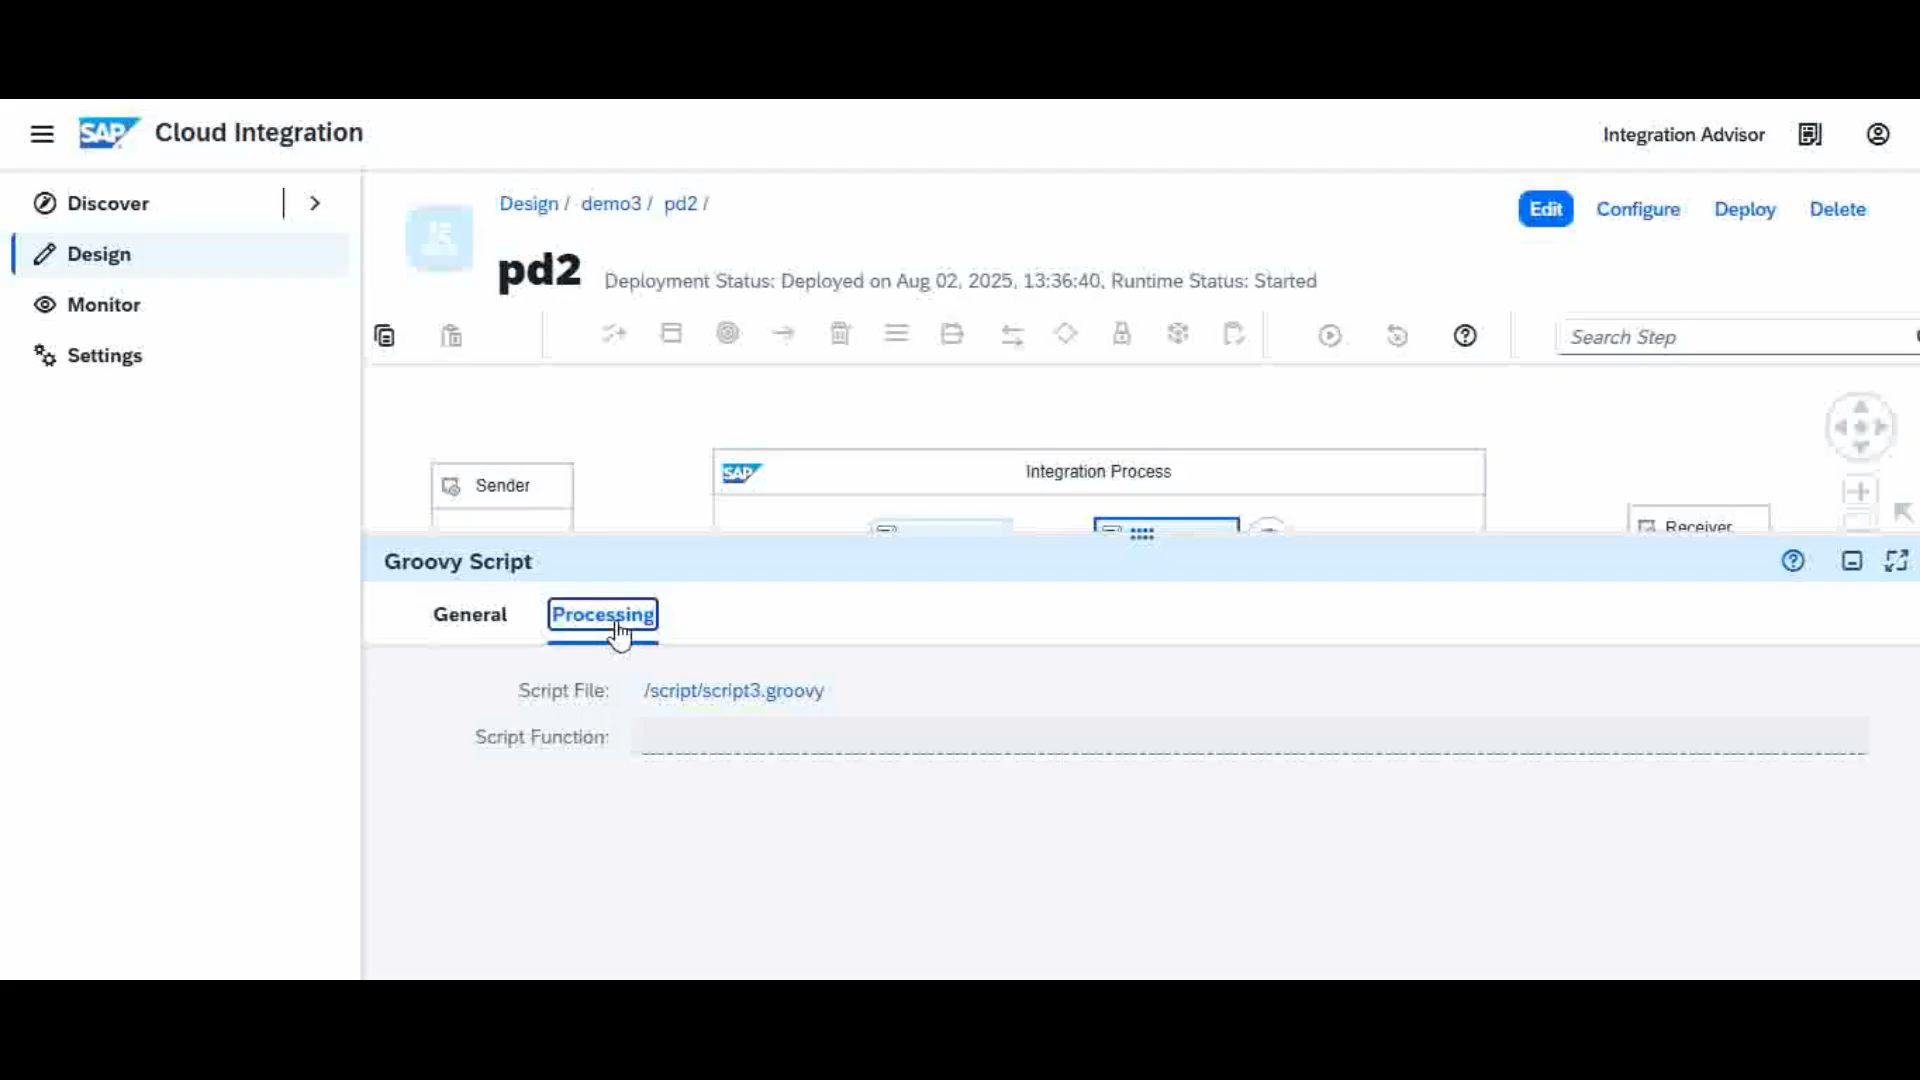 SAP Cloud Integration
Integration Advisor
Discover
Design
Monitor
Settings
Design / demo3 / pd2 /
Edit Configure Deploy Delete
pd2 Deployment Status: Deployed on Aug 02, 2025, 13:36:40, Runtime Status: Started
Search Step
Sender
SAP Integration Process
Receiver
Groovy Script
General Processing
Script File: /script/script3.groovy
Script Function: